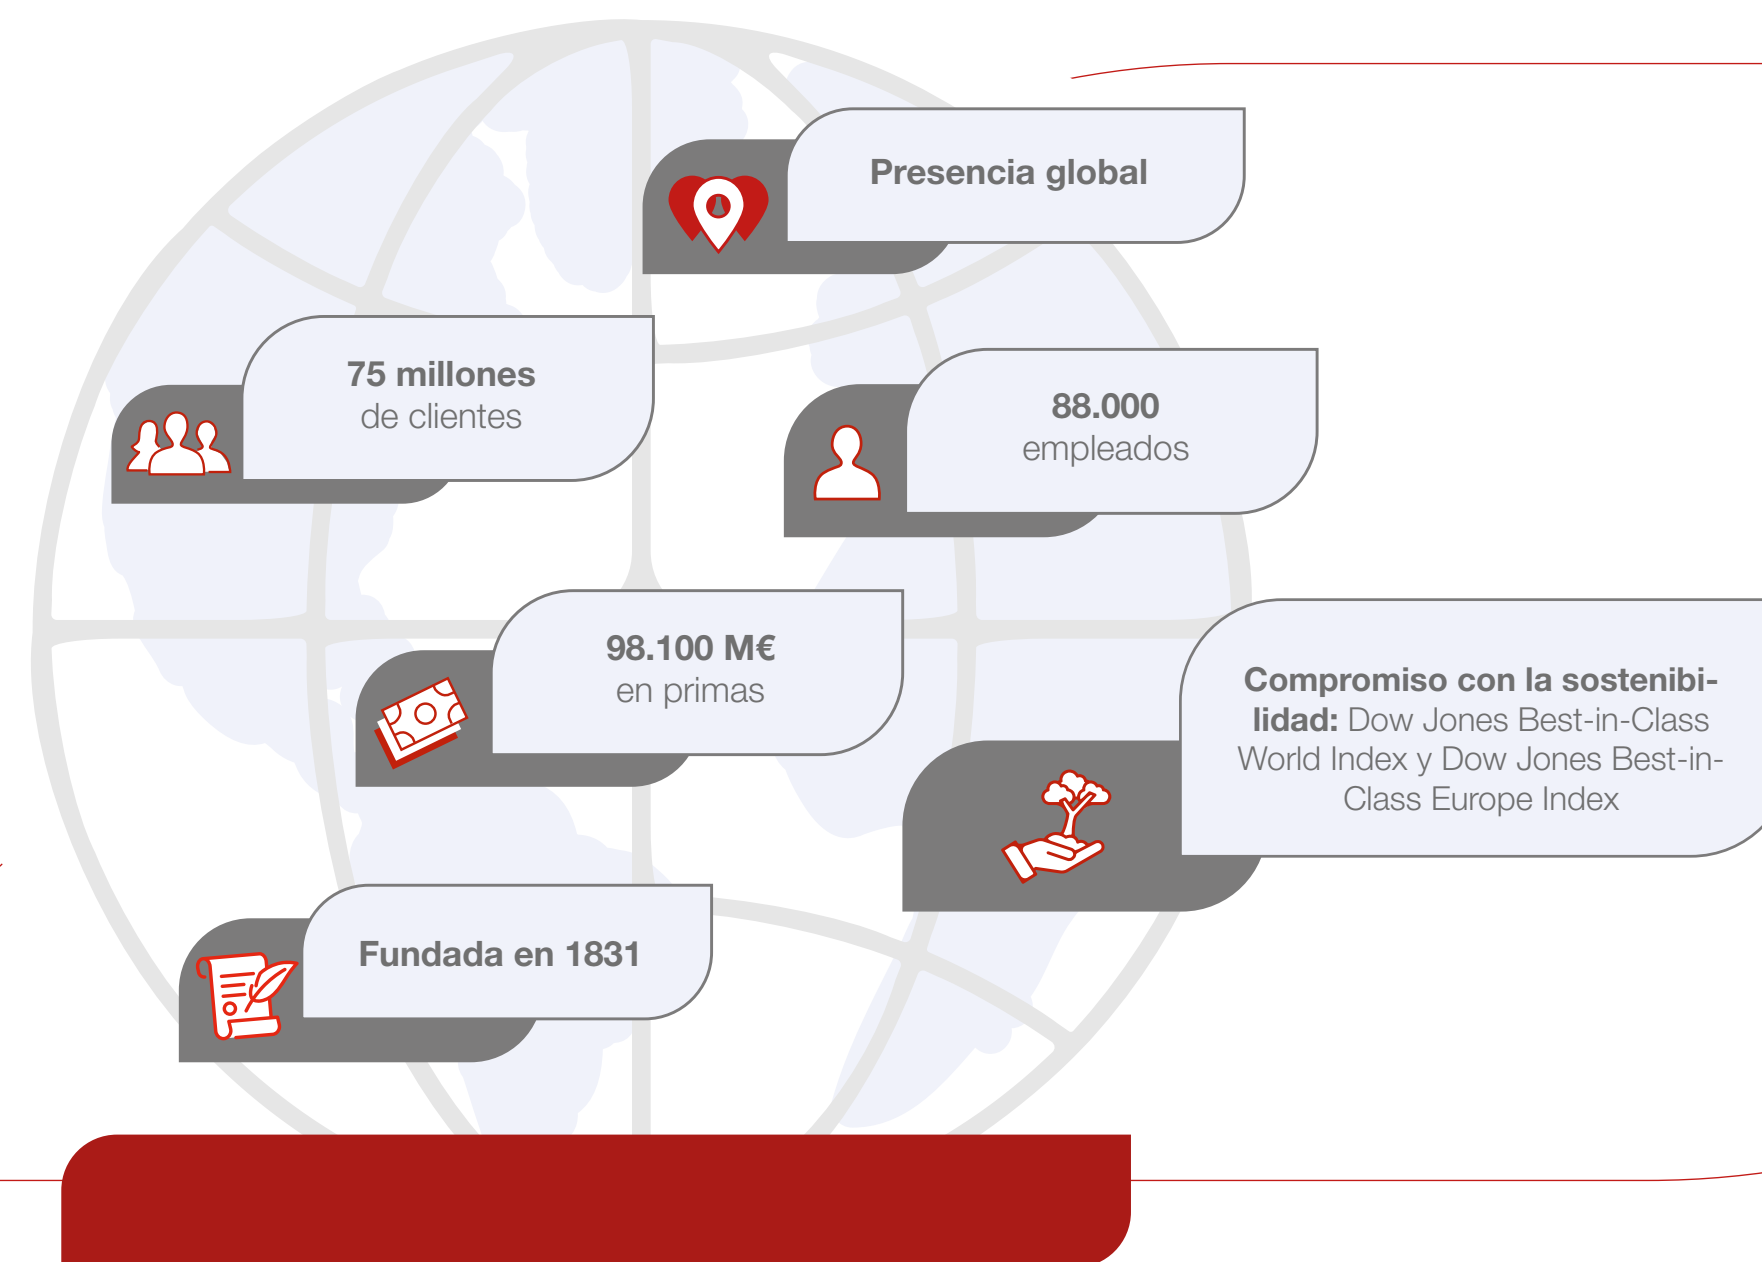 Presencia global
75 millones
de clientes
88.000
empleados
98.100 M€
en primas
Compromiso con la sostenibi-
lidad: Dow Jones Best-in-Class
World Index y Dow Jones Best-in-
Class Europe Index
Fundada en 1831